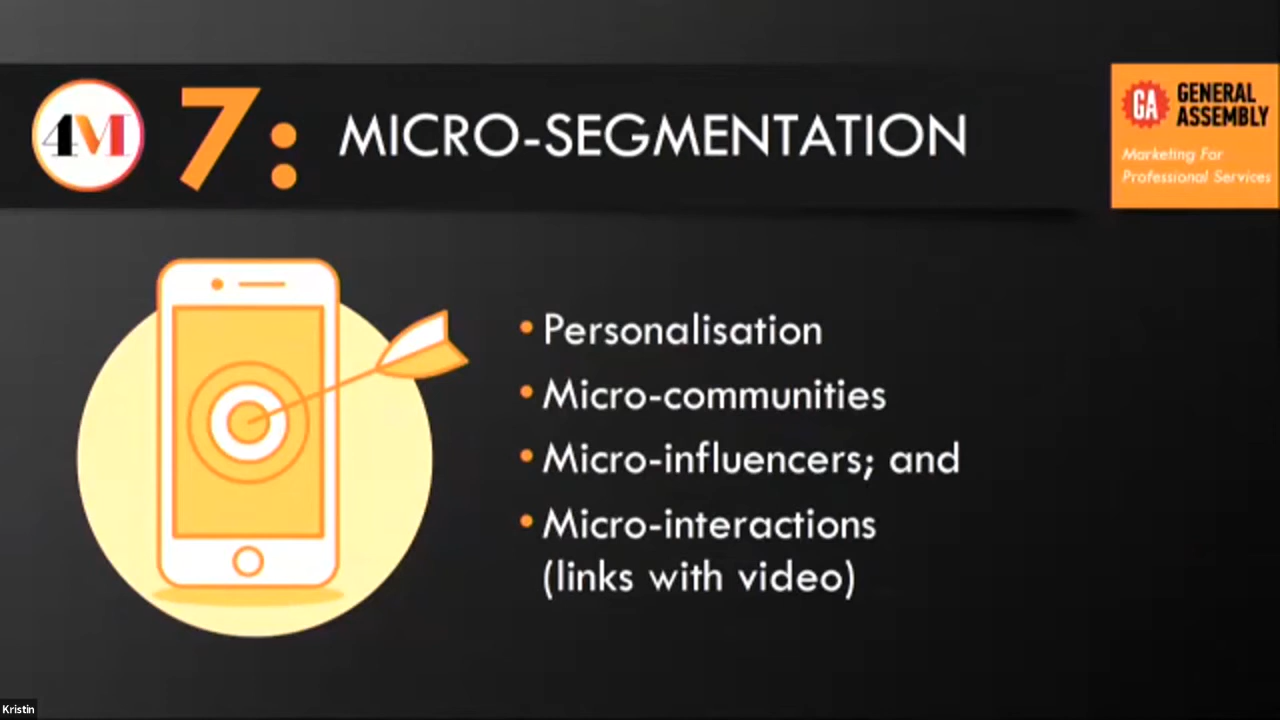 4M
7: MICRO-SEGMENTATION
GA GENERAL
ASSEMBLY
Marketing For
Professional Services
• Personalisation
• Micro-communities
• Micro-influencers; and
• Micro-interactions
(links with video)
Kristin